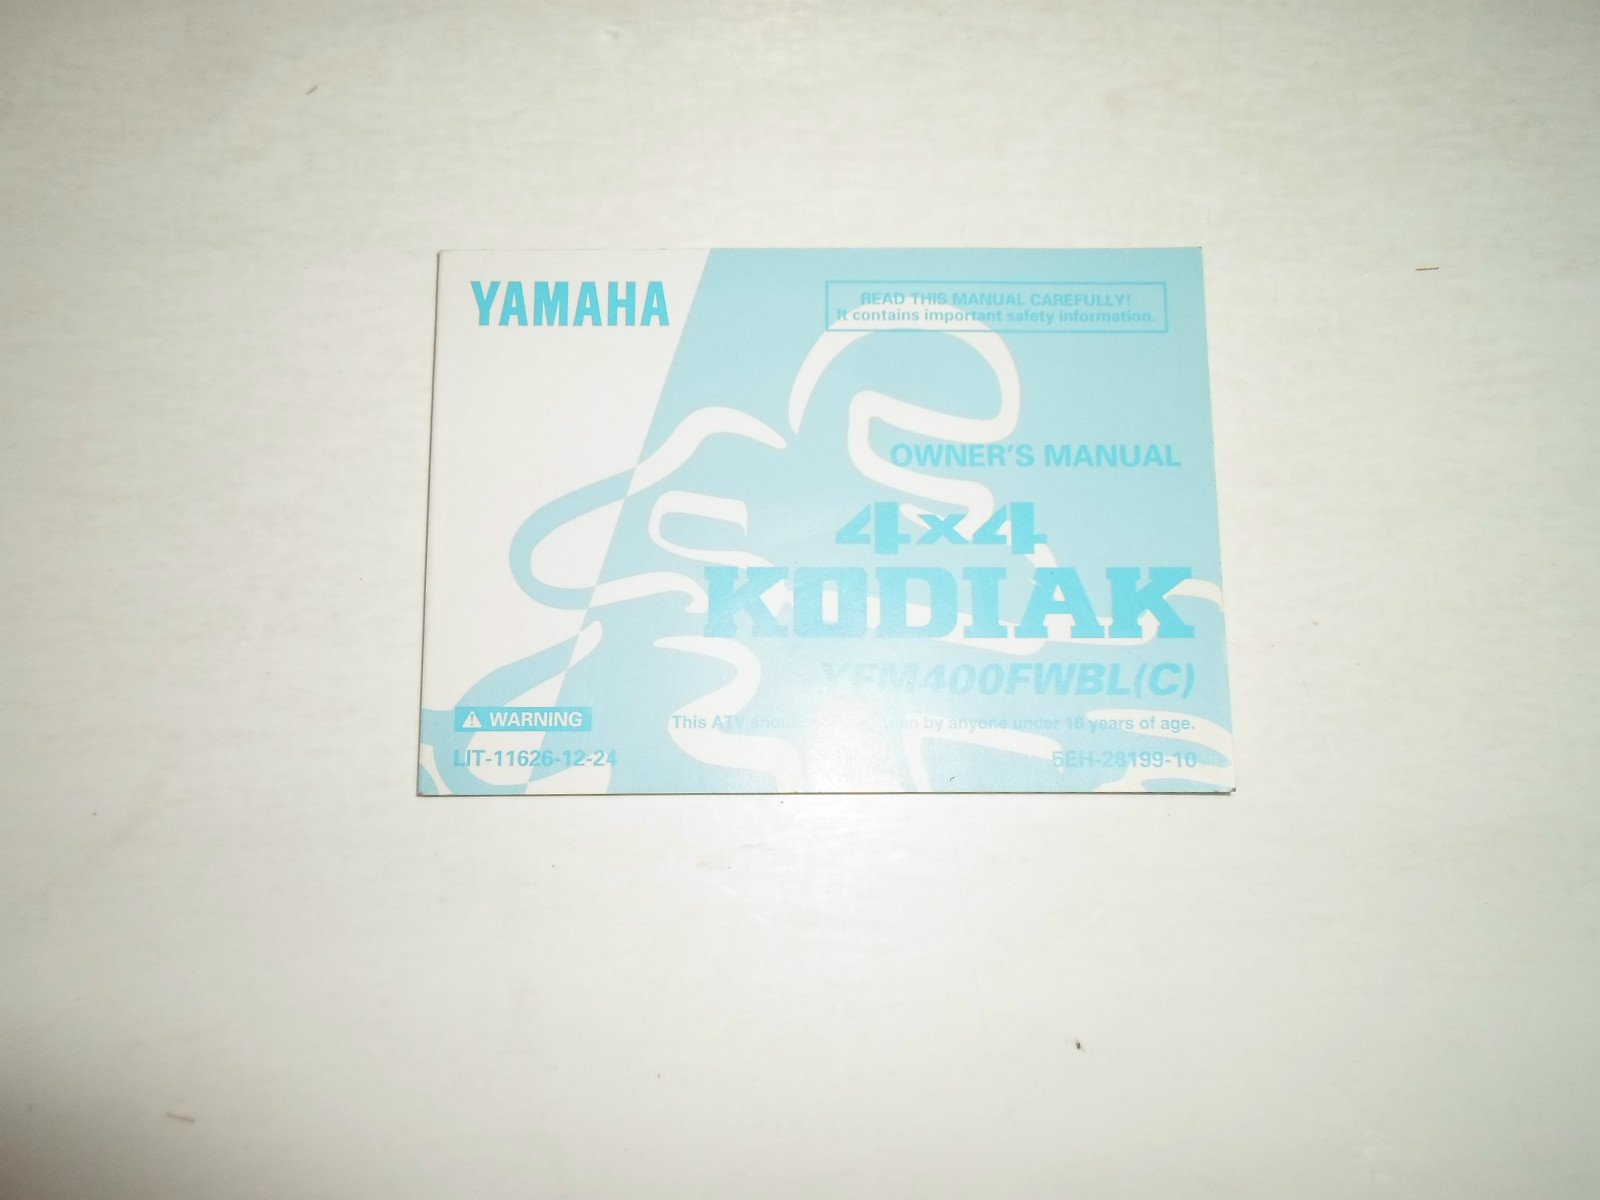 YAMAHA
READ THIS MANUAL CAREFULLY!
It contains important safety information.
OWNER'S MANUAL
4x4
KODIAK
YFM400FWBL(C)
WARNING
This ATV should by anyone under 16 years of age.
LIT-11626-12-24
5EH-28199-10